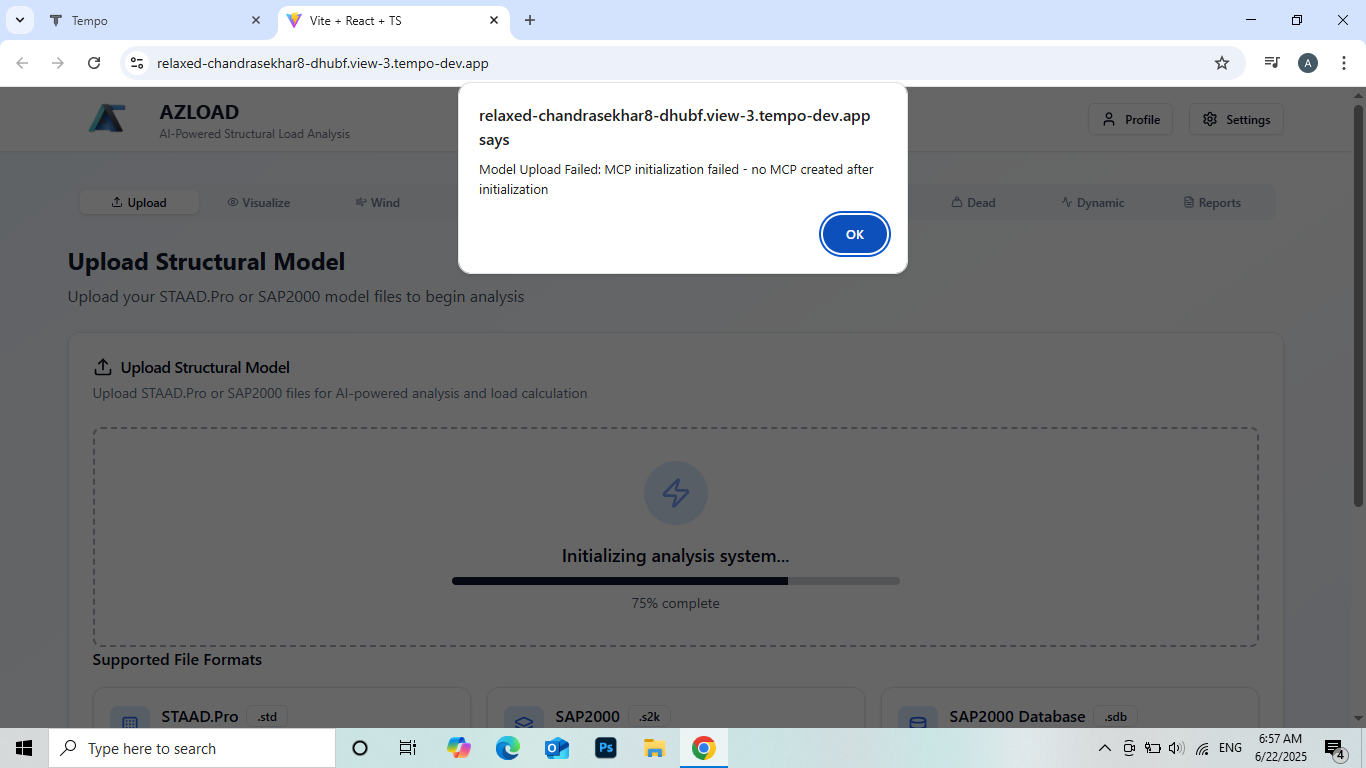 Tempo
Vite + React + TS
relaxed-chandrasekhar8-dhubf.view-3.tempo-dev.app
A
relaxed-chandrasekhar8-dhubf.view-3.tempo-dev.app
says
Model Upload Failed: MCP initialization failed - no MCP created after
initialization
OK
AZLOAD
AI-Powered Structural Load Analysis
Profile
Settings
Upload
Visualize
Wind
Dead
Dynamic
Reports
Upload Structural Model
Upload your STAAD.Pro or SAP2000 model files to begin analysis
Upload Structural Model
Upload STAAD.Pro or SAP2000 files for AI-powered analysis and load calculation
Initializing analysis system...
75% complete
Supported File Formats
STAAD.Pro .std
SAP2000 .s2k
SAP2000 Database .sdb
Type here to search
Ps
ENG
6:57 AM
6/22/2025
4